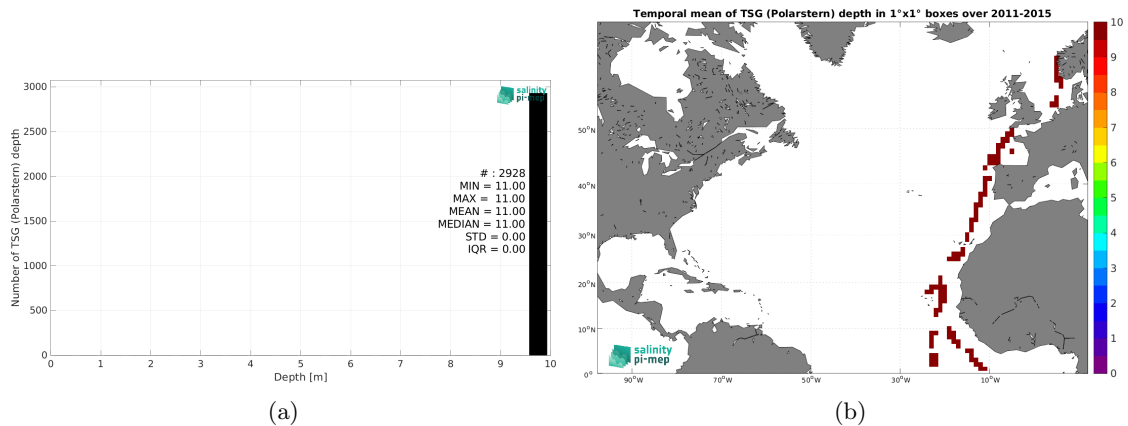 3000
2500
2000
1500
1000
500
0
Number of TSG (Polarstern) depth
salinity
pi-mep
# : 2928
MIN = 11.00
MAX = 11.00
MEAN = 11.00
MEDIAN = 11.00
STD = 0.00
IQR = 0.00
0 1 2 3 4 5 6 7 8 9 10
Depth [m]
(a)
Temporal mean of TSG (Polarstern) depth in 1°x1° boxes over 2011-2015
50°N
40°N
30°N
20°N
10°N
0°
90°W 70°W 50°W 30°W 10°W
salinity
pi-mep
10
9
8
7
6
5
4
3
2
1
0
(b)